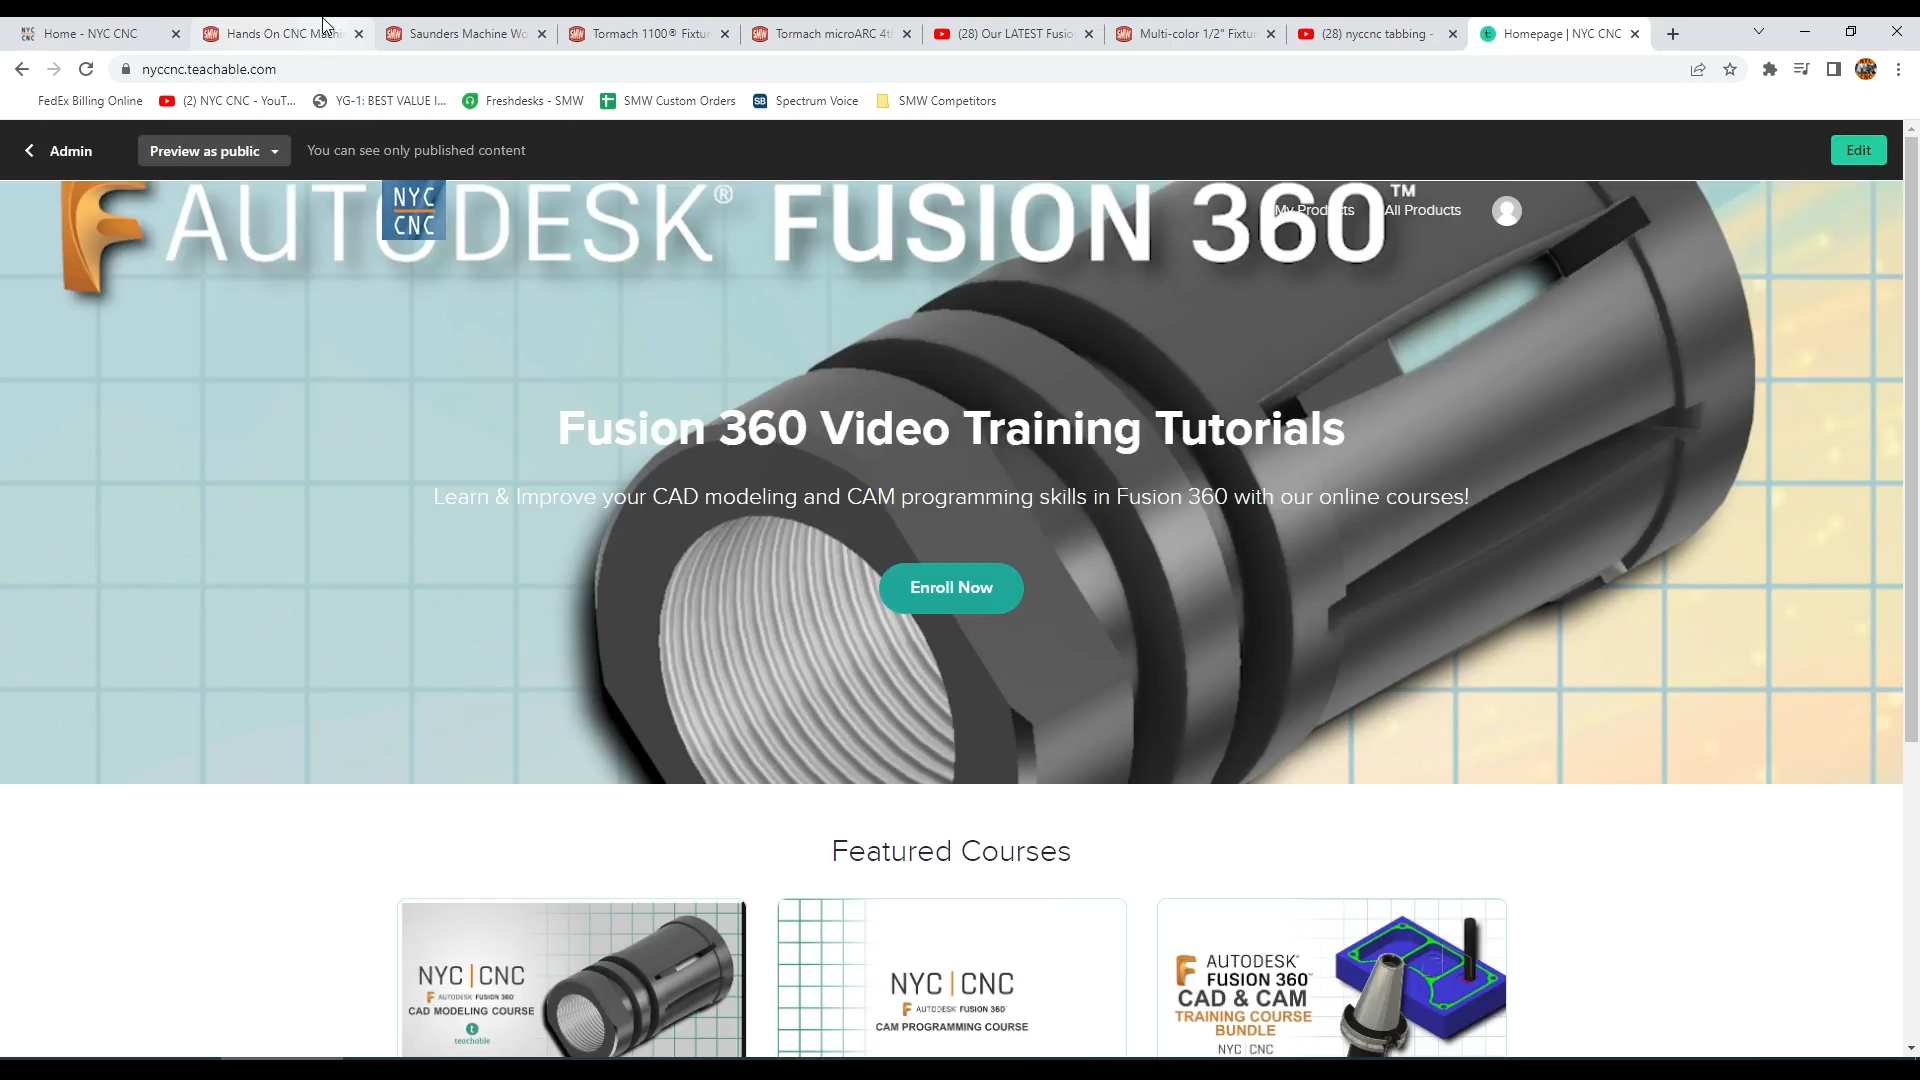 Home - NYC CNC
Hands On CNC Machi
Saunders Machine Wo
Tormach 1100® Fixtur
Tormach microARC 4t
(28) Our LATEST Fusio
Multi-color 1/2" Fixtu
(28) nyccnc tabbing -
Homepage | NYC CNC
nyccnc.teachable.com
FedEx Billing Online
(2) NYC CNC - YouT...
YG-1: BEST VALUE I...
Freshdesks - SMW
SMW Custom Orders
SB
Spectrum Voice
SMW Competitors
Admin
Preview as public
You can see only published content
Edit
AUTODESK® FUSION 360™
NYC
CNC
My Products
All Products
Fusion 360 Video Training Tutorials
Learn & Improve your CAD modeling and CAM programming skills in Fusion 360 with our online courses!
Enroll Now
Featured Courses
NYC | CNC
AUTODESK® FUSION 360®
CAD MODELING COURSE
t
teachable
NYC | CNC
AUTODESK® FUSION 360®
CAM PROGRAMMING COURSE
AUTODESK®
FUSION 360™
CAD & CAM
TRAINING COURSE
BUNDLE
NYC | CNC